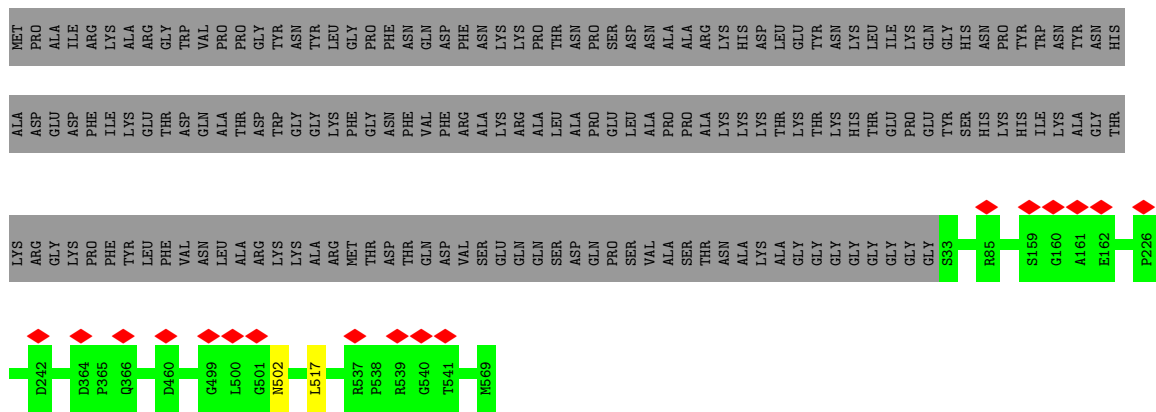 MET PRO ALA ILE ARG LYS ALA ARG GLY TRP VAL PRO PRO GLY TYR ASN TYR LEU GLY PRO PHE ASN GLN ASP PHE ASN LYS LYS PRO THR ASN PRO SER ASP ASN ALA ALA ARG LYS HIS ASP LEU GLU TYR ASN LYS LEU ILE LYS GLN GLY HIS ASN PRO TYR TRP ASN TYR ASN HIS
ALA ASP GLU ASP PHE ILE LYS GLU THR ASP GLN ALA THR ASP TRP GLY GLY LYS PHE GLY ASN PHE VAL PHE ARG ALA LYS ARG ALA LEU ALA PRO GLU LEU ALA PRO PRO ALA LYS LYS LYS THR LYS THR LYS HIS THR GLU PRO GLU TYR SER HIS LYS HIS ILE LYS ALA GLY THR
LYS ARG GLY LYS PRO PHE TYR LEU PHE VAL ASN LEU ALA ARG LYS LYS ALA ARG MET THR ASP THR GLN ASP VAL SER GLU GLN GLN SER ASP GLN PRO SER VAL ALA SER THR ASN ALA LYS ALA GLY GLY GLY GLY GLY GLY GLY GLY S33 R85 S159 G160 A161 E162 P226
D242 D364 P365 Q366 D460 G499 L500 G501 N502 L517 R537 P538 R539 G540 T541 M569